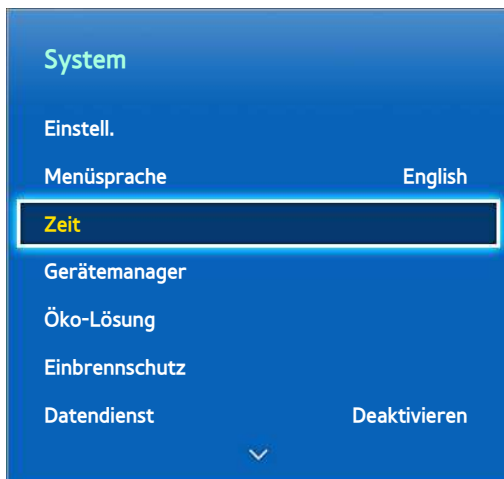 System
Einstell.
Menüsprache English
Zeit
Gerätemanager
Öko-Lösung
Einbrennschutz
Datendienst Deaktivieren